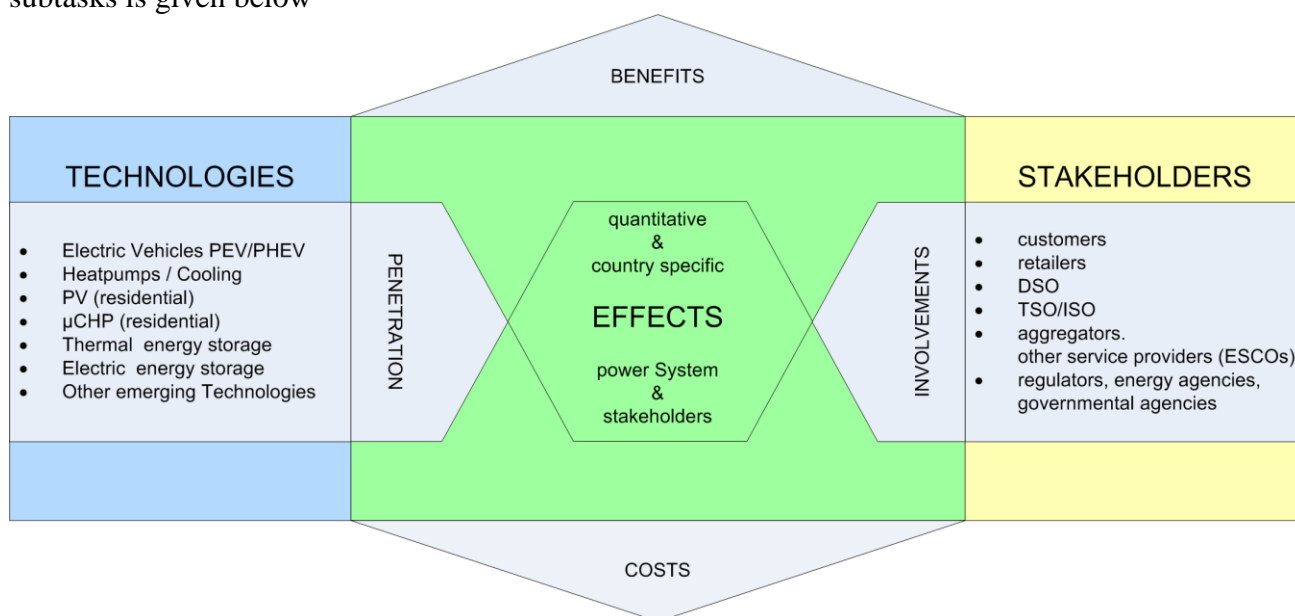 subtasks is given below
BENEFITS
TECHNOLOGIES
• Electric Vehicles PEV/PHEV
• Heatpumps / Cooling
• PV (residential)
• µCHP (residential)
• Thermal energy storage
• Electric energy storage
• Other emerging Technologies
PENETRATION
quantitative
&
country specific
EFFECTS
power System
&
stakeholders
INVOLVEMENTS
STAKEHOLDERS
• customers
• retailers
• DSO
• TSO/ISO
• aggregators.
other service providers (ESCOs)
• regulators, energy agencies,
governmental agencies
COSTS